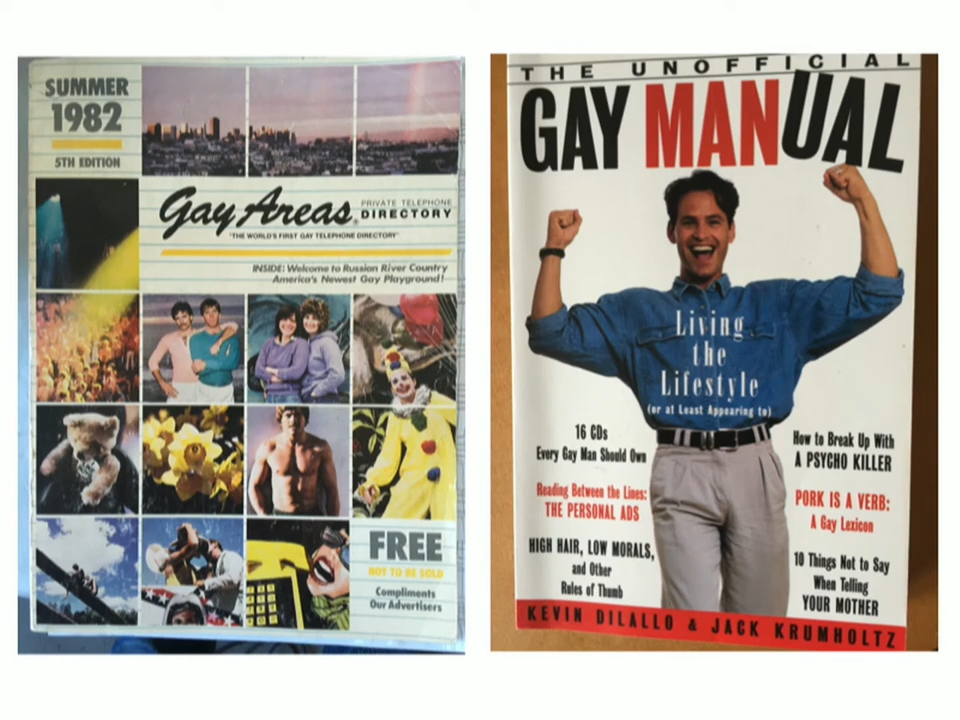 SUMMER
1982
5TH EDITION
Gay Areas PRIVATE TELEPHONE
DIRECTORY
"THE WORLD'S FIRST GAY TELEPHONE DIRECTORY"
INSIDE: Welcome to Russian River Country
America's Newest Gay Playground!
FREE
NOT TO BE SOLD
Compliments
Our Advertisers
THE UNOFFICIAL
GAY MANUAL
Living
the
Lifestyle
(or at Least Appearing to)
16 CDs
Every Gay Man Should Own
Reading Between the Lines:
THE PERSONAL ADS
HIGH HAIR, LOW MORALS,
and Other
Rules of Thumb
How to Break Up With
A PSYCHO KILLER
PORK IS A VERB:
A Gay Lexicon
10 Things Not to Say
When Telling
YOUR MOTHER
KEVIN DILALLO & JACK KRUMHOLTZ